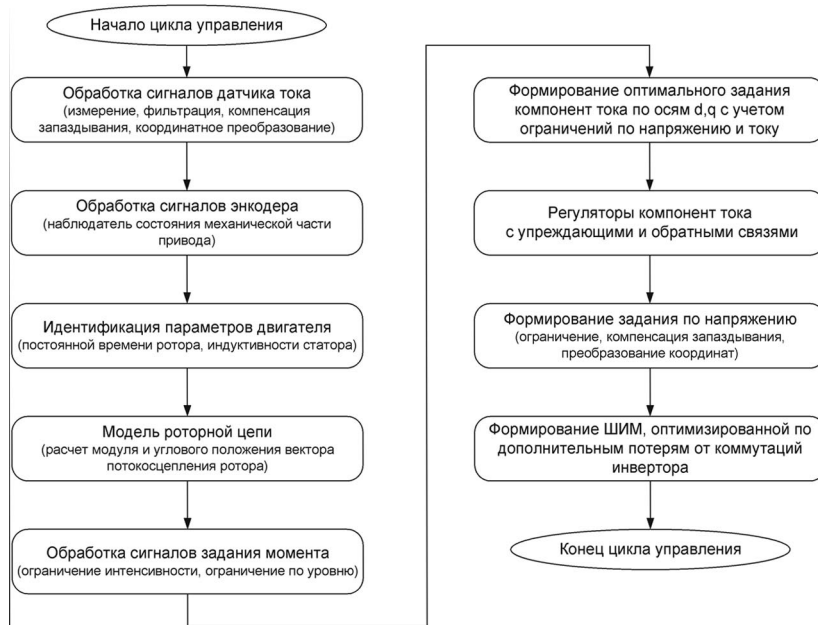 Начало цикла управления
Обработка сигналов датчика тока
(измерение, фильтрация, компенсация
запаздывания, координатное преобразование)
Обработка сигналов энкодера
(наблюдатель состояния механической части
привода)
Идентификация параметров двигателя
(постоянной времени ротора, индуктивности статора)
Модель роторной цепи
(расчет модуля и углового положения вектора
потокосцепления ротора)
Обработка сигналов задания момента
(ограничение интенсивности, ограничение по уровню)
Формирование оптимального задания
компонент тока по осям d,q с учетом
ограничений по напряжению и току
Регуляторы компонент тока
с упреждающими и обратными связями
Формирование задания по напряжению
(ограничение, компенсация запаздывания,
преобразование координат)
Формирование ШИМ, оптимизированной по
дополнительным потерям от коммутаций
инвертора
Конец цикла управления